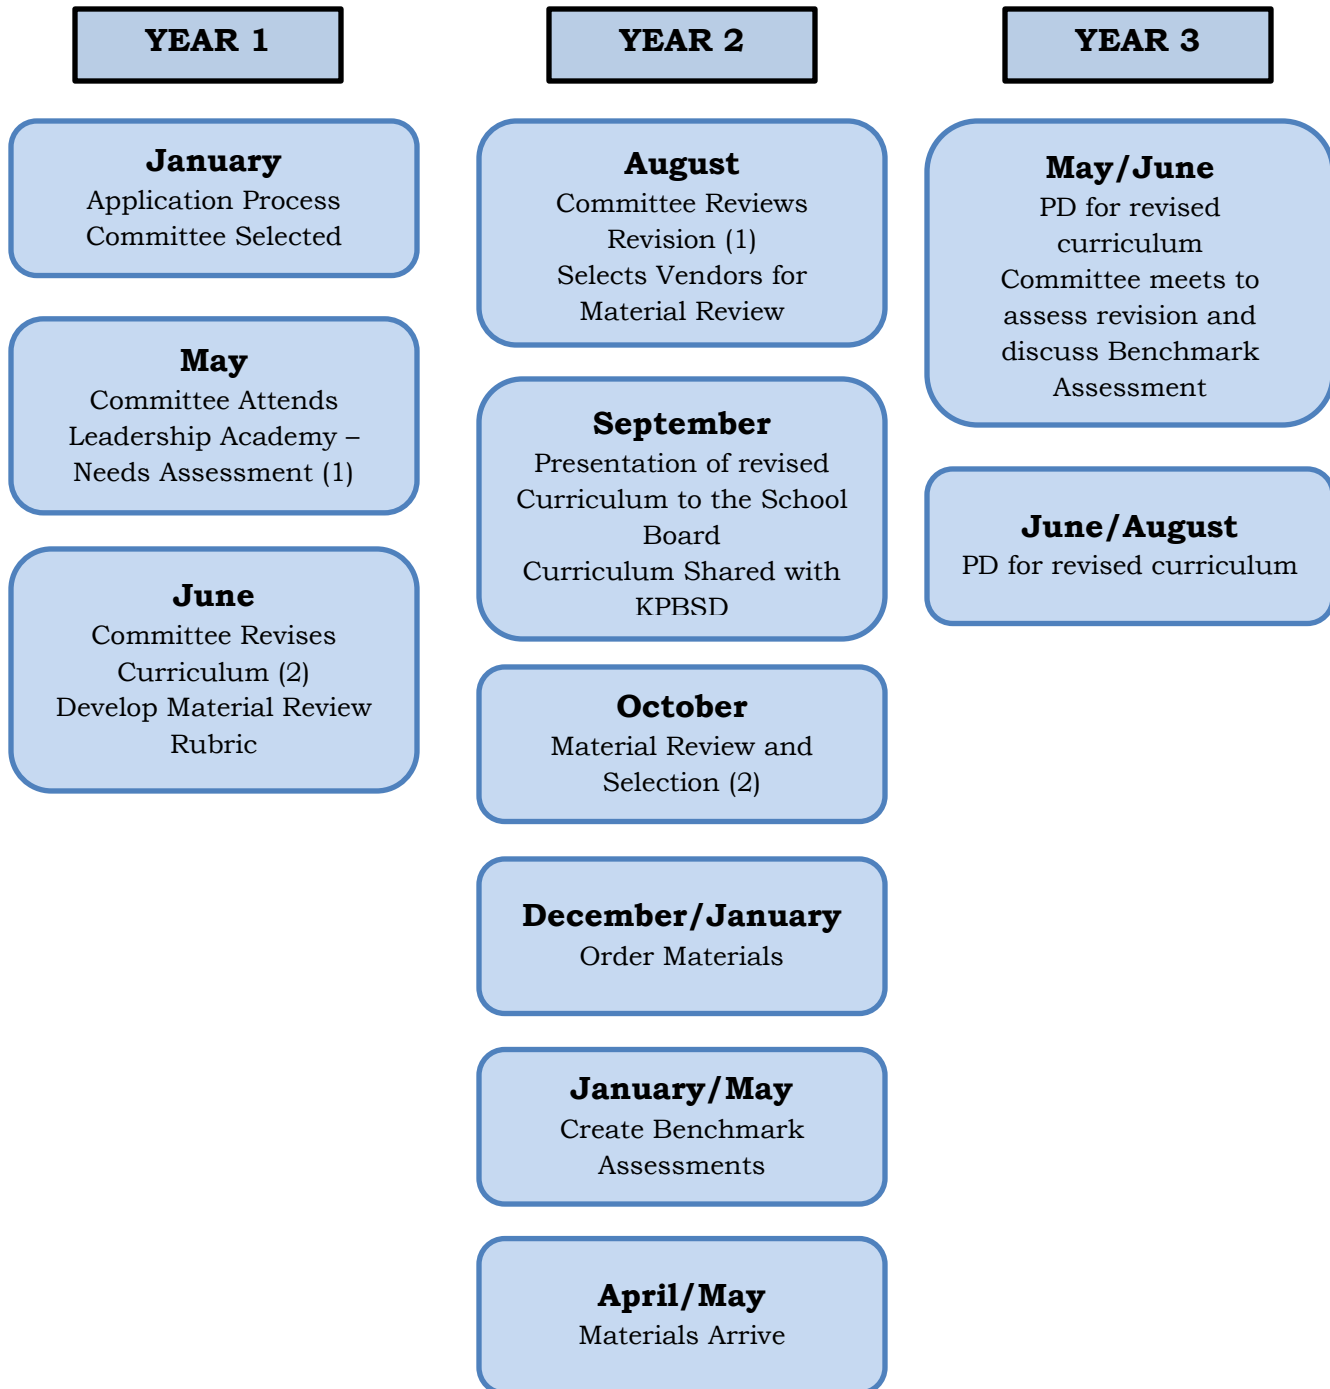 YEAR 1
January
Application Process
Committee Selected
May
Committee Attends
Leadership Academy –
Needs Assessment (1)
June
Committee Revises
Curriculum (2)
Develop Material Review
Rubric
YEAR 2
August
Committee Reviews
Revision (1)
Selects Vendors for
Material Review
September
Presentation of revised
Curriculum to the School
Board
Curriculum Shared with
KPBSD
October
Material Review and
Selection (2)
December/January
Order Materials
January/May
Create Benchmark
Assessments
April/May
Materials Arrive
YEAR 3
May/June
PD for revised
curriculum
Committee meets to
assess revision and
discuss Benchmark
Assessment
June/August
PD for revised curriculum